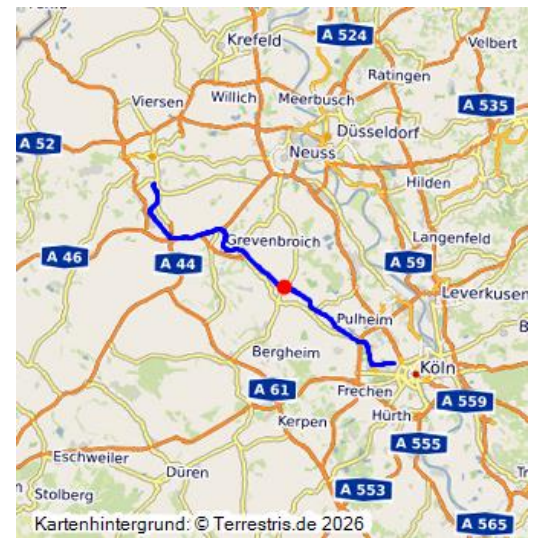 Krefeld
A 524
Velbert
Ratingen
Viersen
Willich
Meerbusch
A 535
Düsseldorf
A 52
Neuss
Hilden
Grevenbroich
Langenfeld
A 46
A 44
A 59
Leverkusen
Pulheim
B
Bergheim
Köln
A 61
Frechen
A 559
Hürth
Kerpen
A 555
Eschweiler
Düren
A 553
Stolberg
Kartenhintergrund: © Terrestris.de 2026
A 565